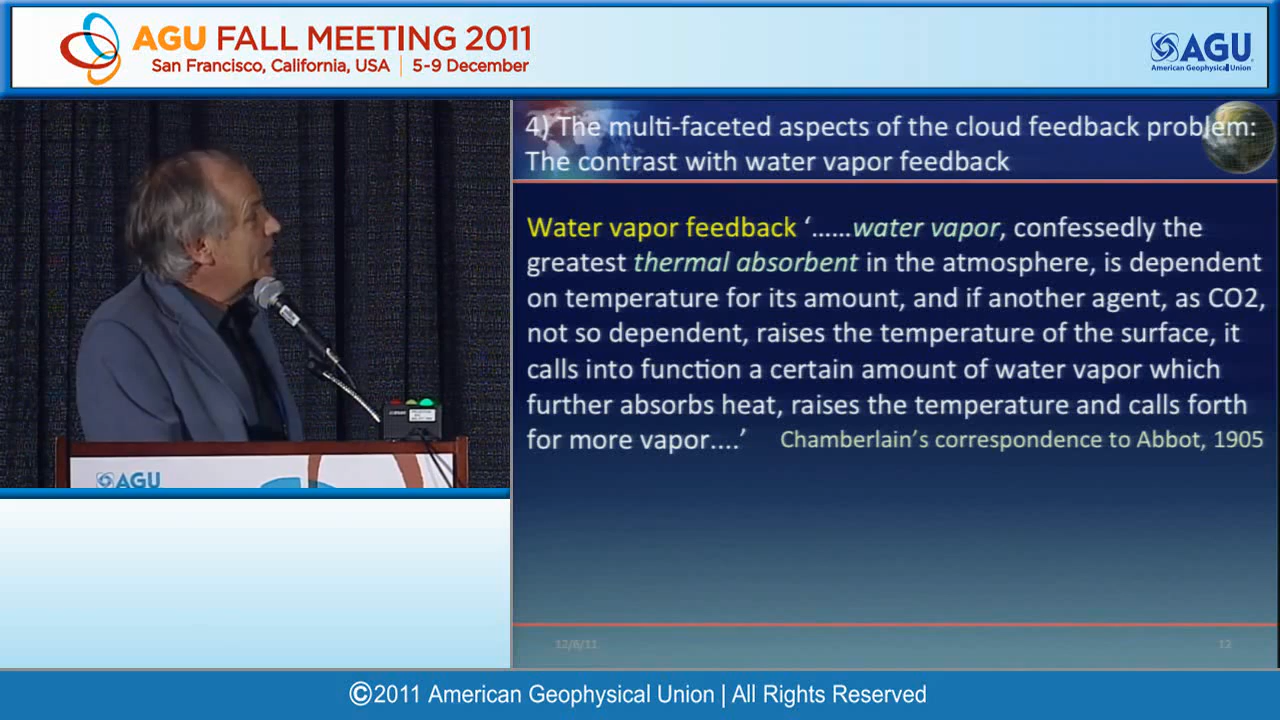 AGU FALL MEETING 2011
San Francisco, California, USA | 5-9 December
AGU
American Geophysical Union
4) The multi-faceted aspects of the cloud feedback problem:
The contrast with water vapor feedback
Water vapor feedback ‘……water vapor, confessedly the
greatest thermal absorbent in the atmosphere, is dependent
on temperature for its amount, and if another agent, as CO2,
not so dependent, raises the temperature of the surface, it
calls into function a certain amount of water vapor which
further absorbs heat, raises the temperature and calls forth
for more vapor....’ Chamberlain’s correspondence to Abbot, 1905
AGU
12/6/11
12
©2011 American Geophysical Union | All Rights Reserved